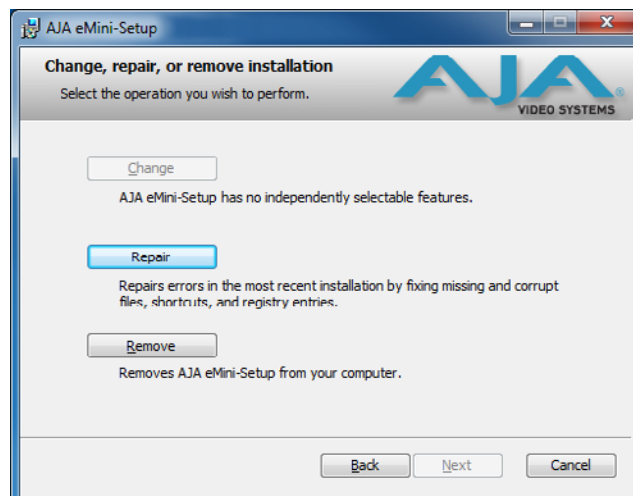 AJA eMini-Setup
Change, repair, or remove installation
Select the operation you wish to perform.
AJA
®
VIDEO SYSTEMS
Change
AJA eMini-Setup has no independently selectable features.
Repair
Repairs errors in the most recent installation by fixing missing and corrupt
files, shortcuts, and registry entries.
Remove
Removes AJA eMini-Setup from your computer.
Back
Next
Cancel